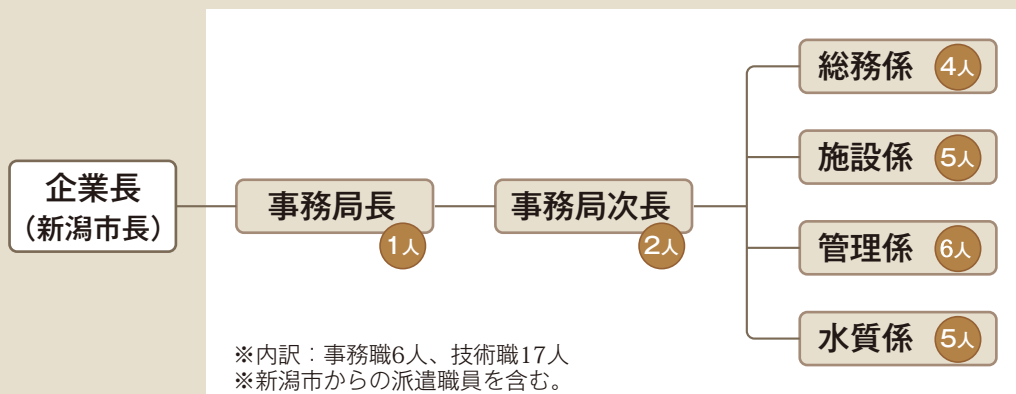 企業長
（新潟市長）
事務局長
1人
事務局次長
2人
総務係 4人
施設係 5人
管理係 6人
水質係 5人
※内訳：事務職6人、技術職17人
※新潟市からの派遣職員を含む。